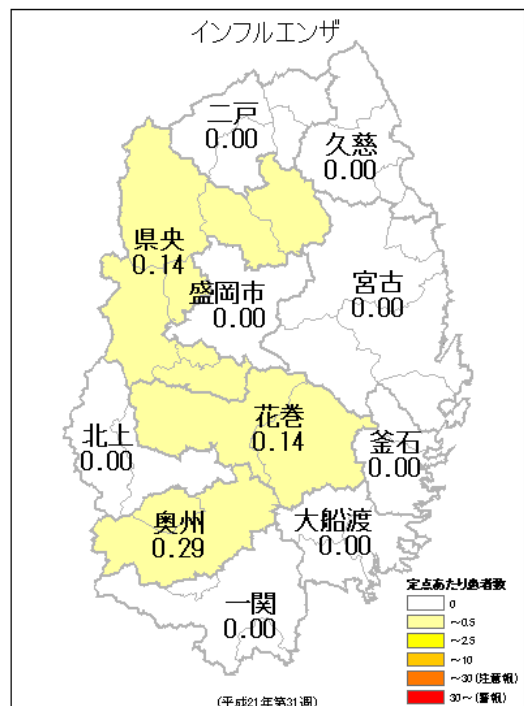 インフルエンザ
二戸
0.00
久慈
0.00
県央
0.14
盛岡市
0.00
宮古
0.00
花巻
0.14
北上
0.00
釜石
0.00
奥州
0.29
大船渡
0.00
一関
0.00
定点あたり患者数
0
～0.5
～2.5
～10
～30(注意報)
30～(警報)
(平成21年第31週)